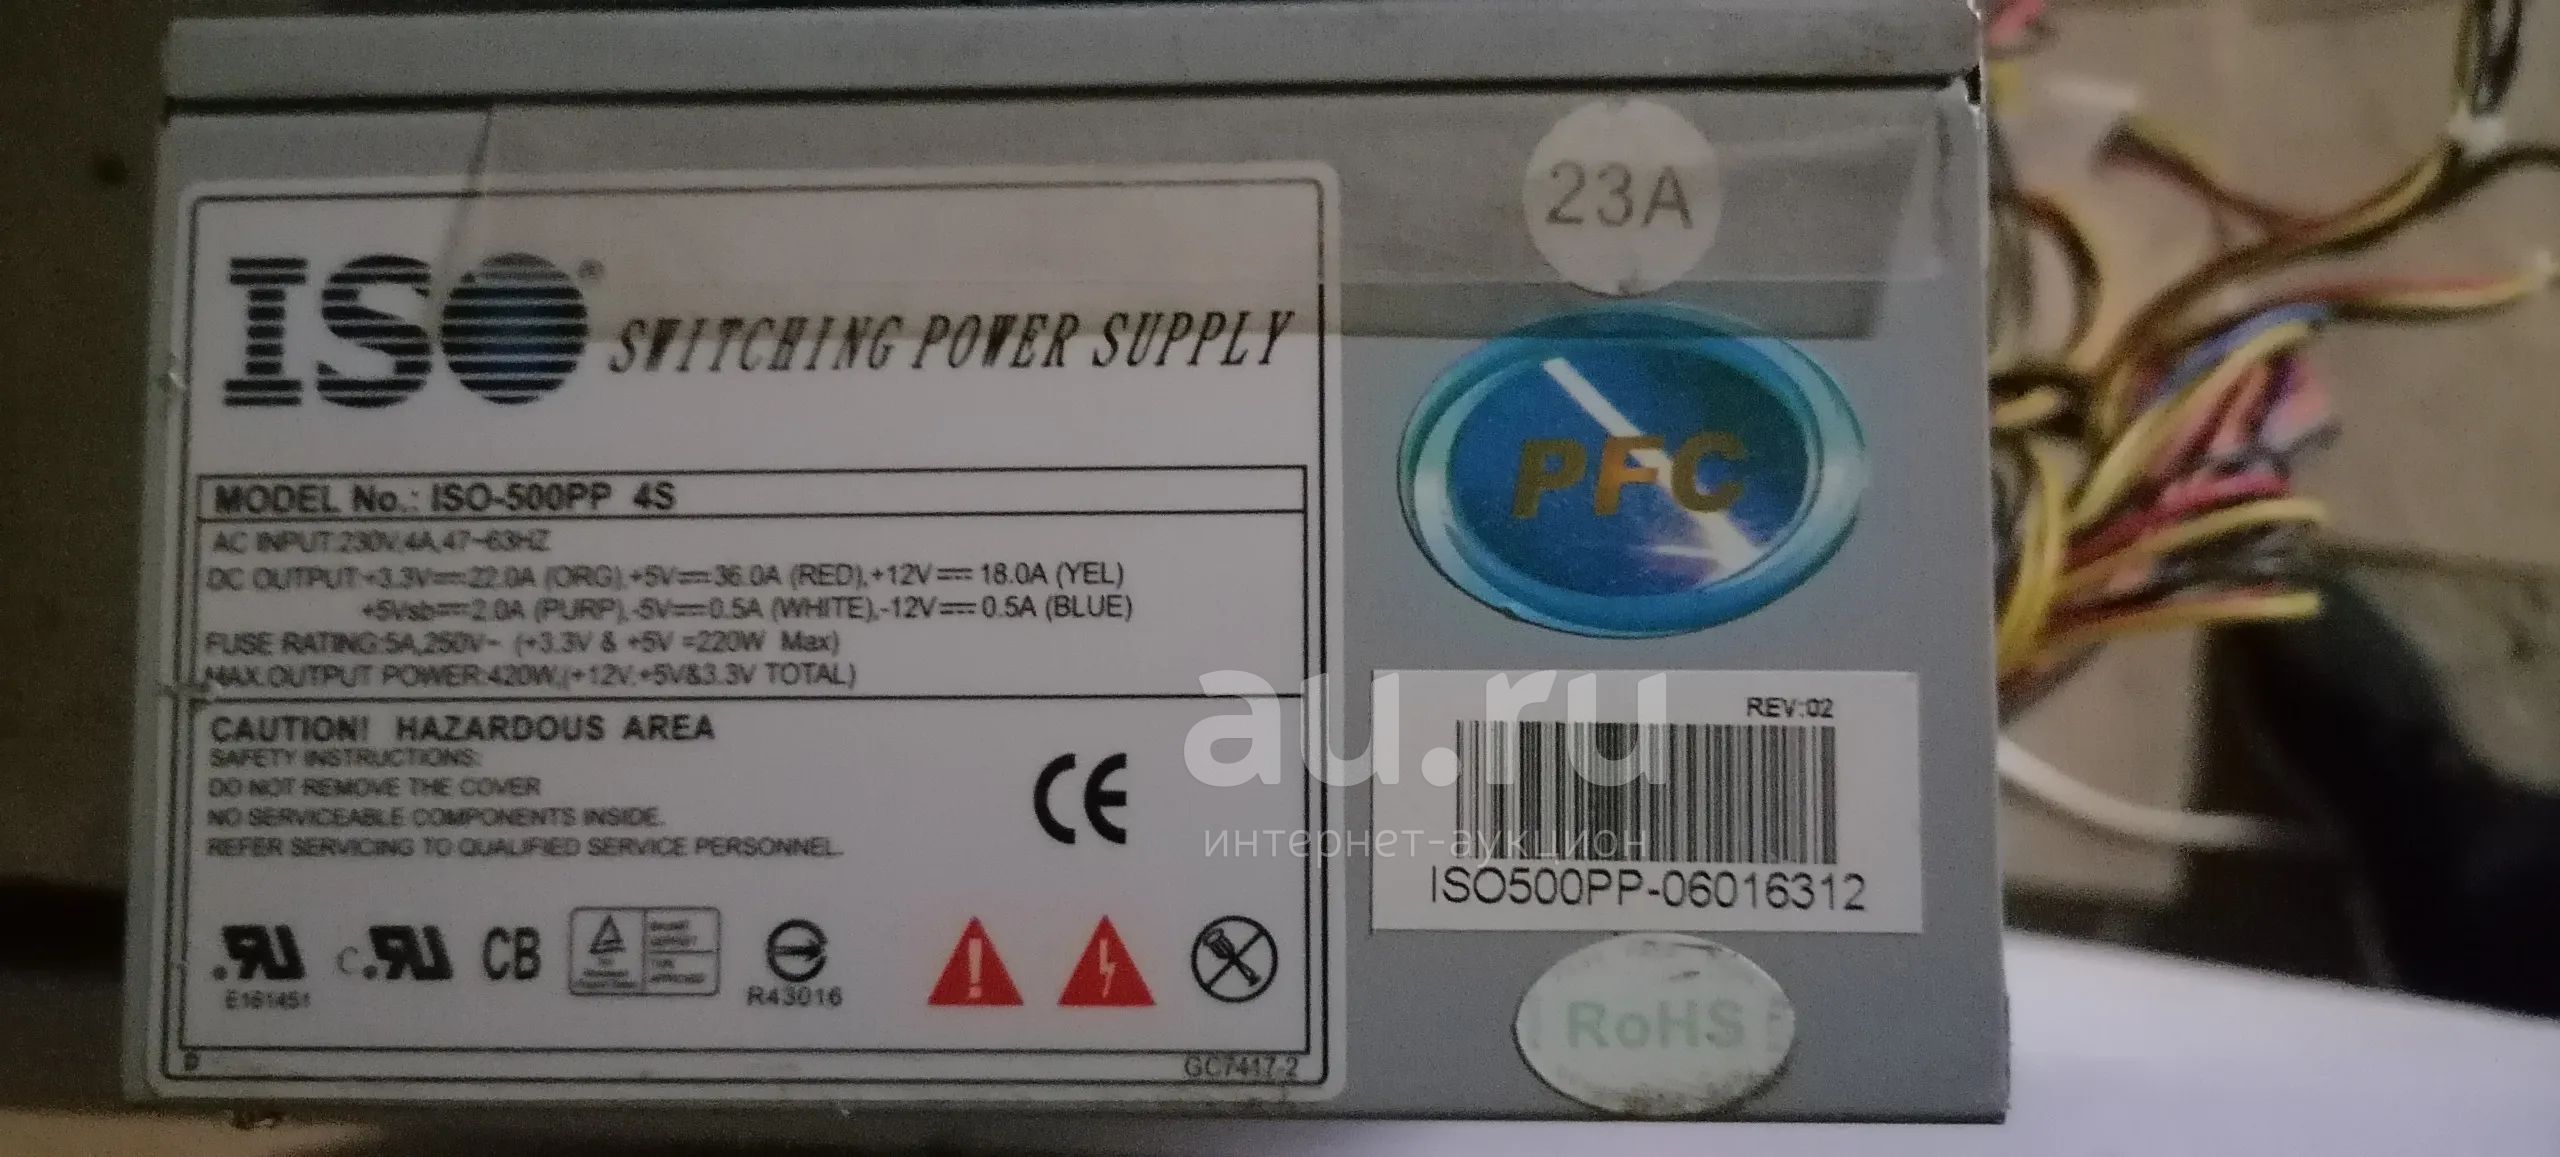 23A
ISO® SWITCHING POWER SUPPLY
PFC
MODEL No.: ISO-500PP 4S
AC INPUT:230V,4A,47~63HZ
DC OUTPUT:+3.3V⎓22.0A (ORG),+5V⎓36.0A (RED),+12V⎓18.0A (YEL)
+5Vsb⎓2.0A (PURP),-5V⎓0.5A (WHITE),-12V⎓0.5A (BLUE)
FUSE RATING:5A,250V~ (+3.3V & +5V =220W Max)
MAX.OUTPUT POWER:420W,(+12V,+5V&3.3V TOTAL)
CAUTION! HAZARDOUS AREA
SAFETY INSTRUCTIONS:
DO NOT REMOVE THE COVER
NO SERVICEABLE COMPONENTS INSIDE.
REFER SERVICING TO QUALIFIED SERVICE PERSONNEL.
CE
E161451
CB
R43016
GC7417-2
REV:02
ISO500PP-06016312
RoHS
au.ru
интернет-аукцион